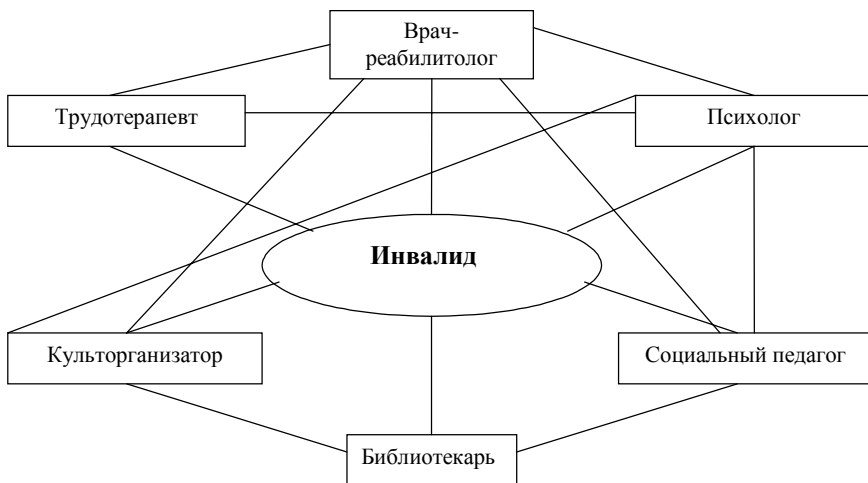 Врач-
реабилитолог
Трудотерапевт
Психолог
Инвалид
Культорганизатор
Социальный педагог
Библиотекарь